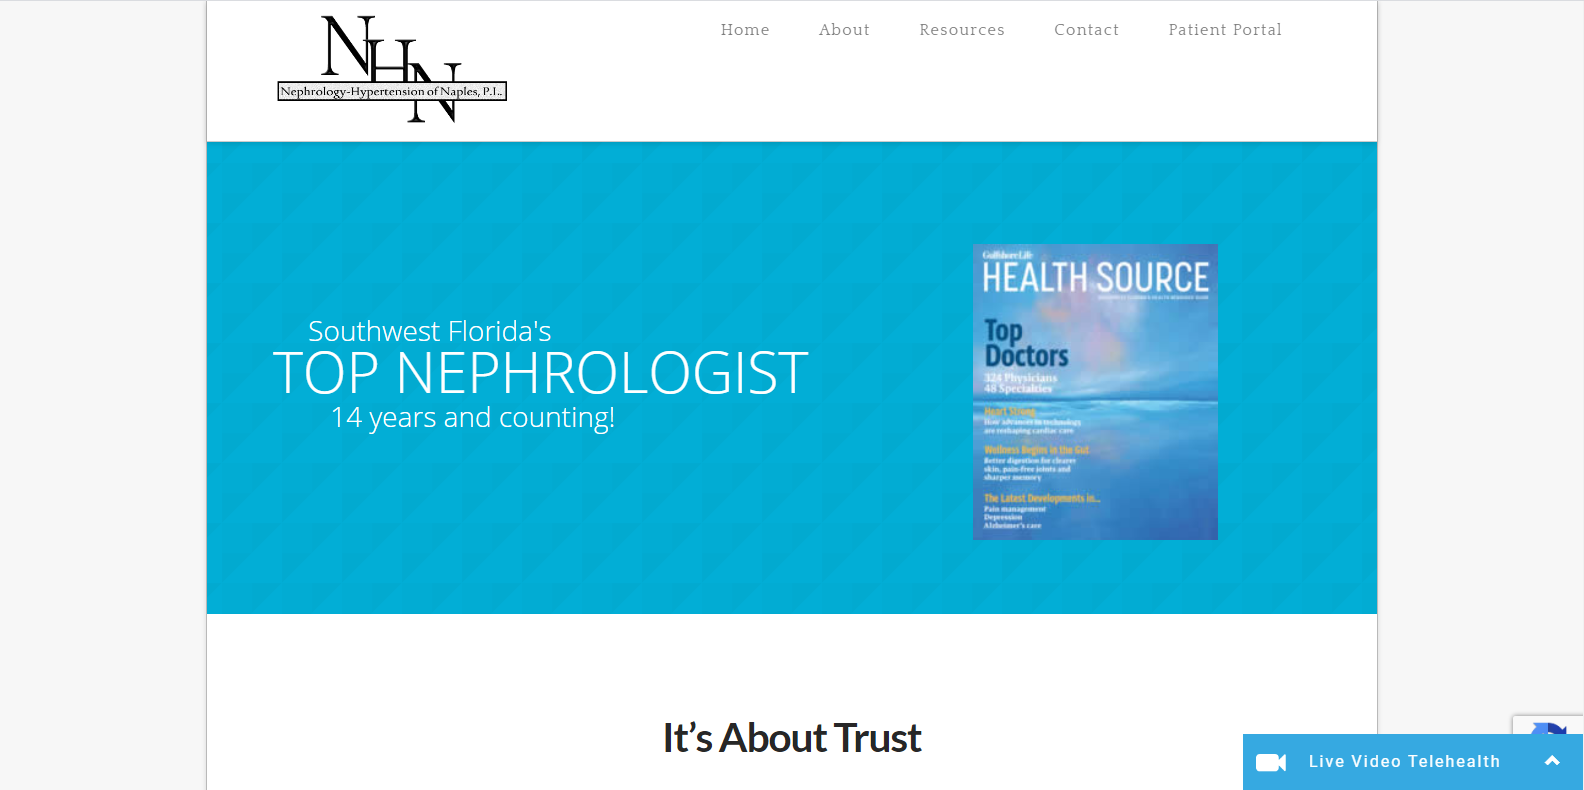 NHN
Nephrology-Hypertension of Naples, P.L.
Home About Resources Contact Patient Portal
Southwest Florida's
TOP NEPHROLOGIST
14 years and counting!
Gulfshore Life
HEALTH SOURCE
Top
Doctors
324 Physicians
48 Specialties
Heart Strong
How advances in technology
are reshaping cardiac care
Wellness Begins in the Gut
Better digestion for clearer
skin, pain-free joints and
sharper memory
The Latest Developments in...
Pain management
Depression
Alzheimer's care
It’s About Trust
Live Video Telehealth